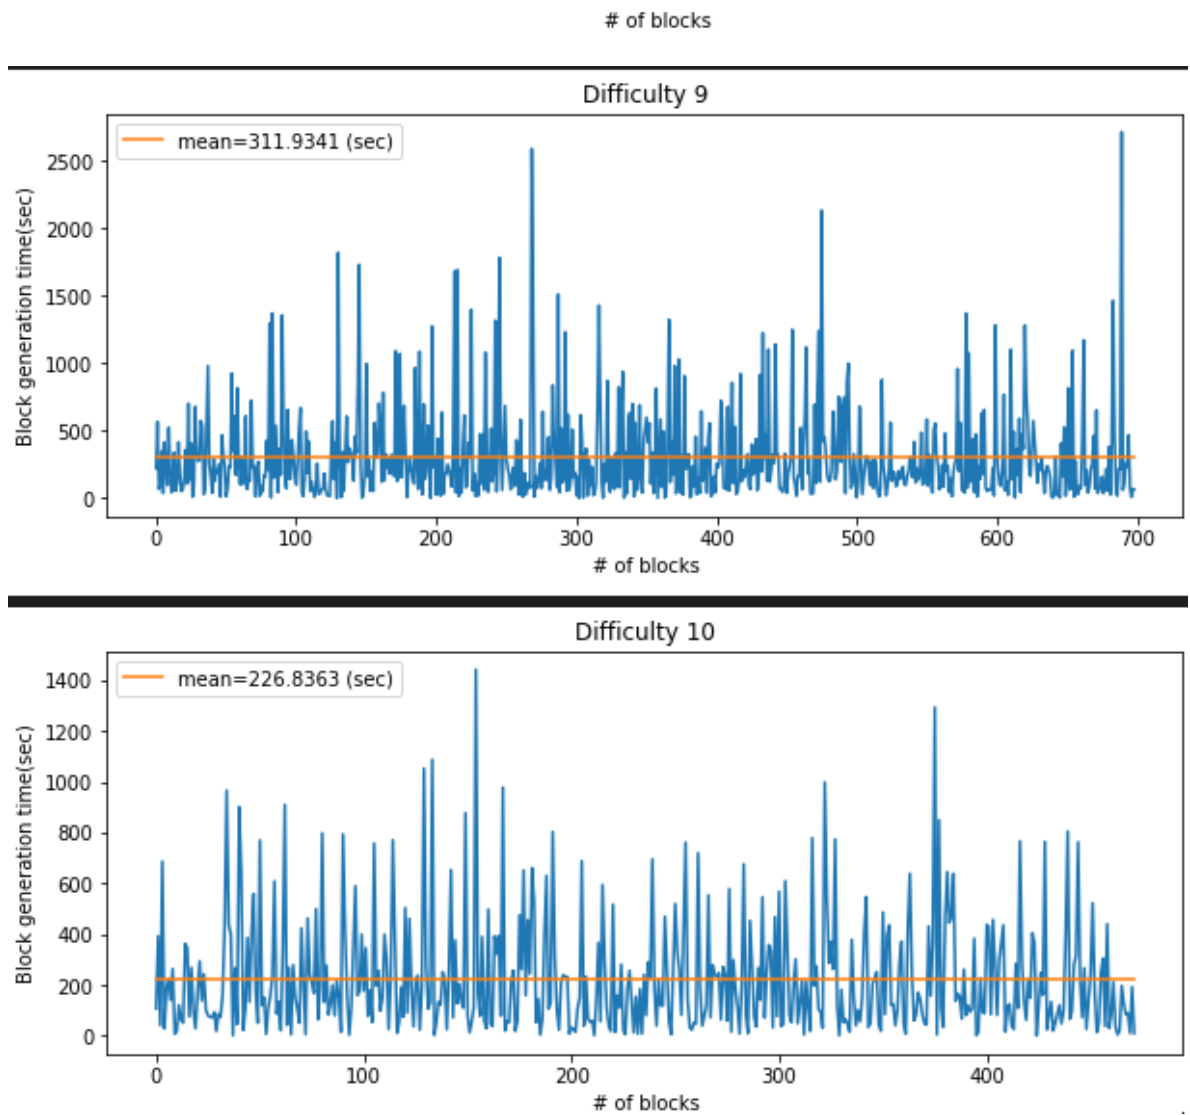 # of blocks
Difficulty 9
mean=311.9341 (sec)
Block generation time(sec)
2500
2000
1500
1000
500
0
0 100 200 300 400 500 600 700
# of blocks
Difficulty 10
mean=226.8363 (sec)
Block generation time(sec)
1400
1200
1000
800
600
400
200
0
0 100 200 300 400
# of blocks